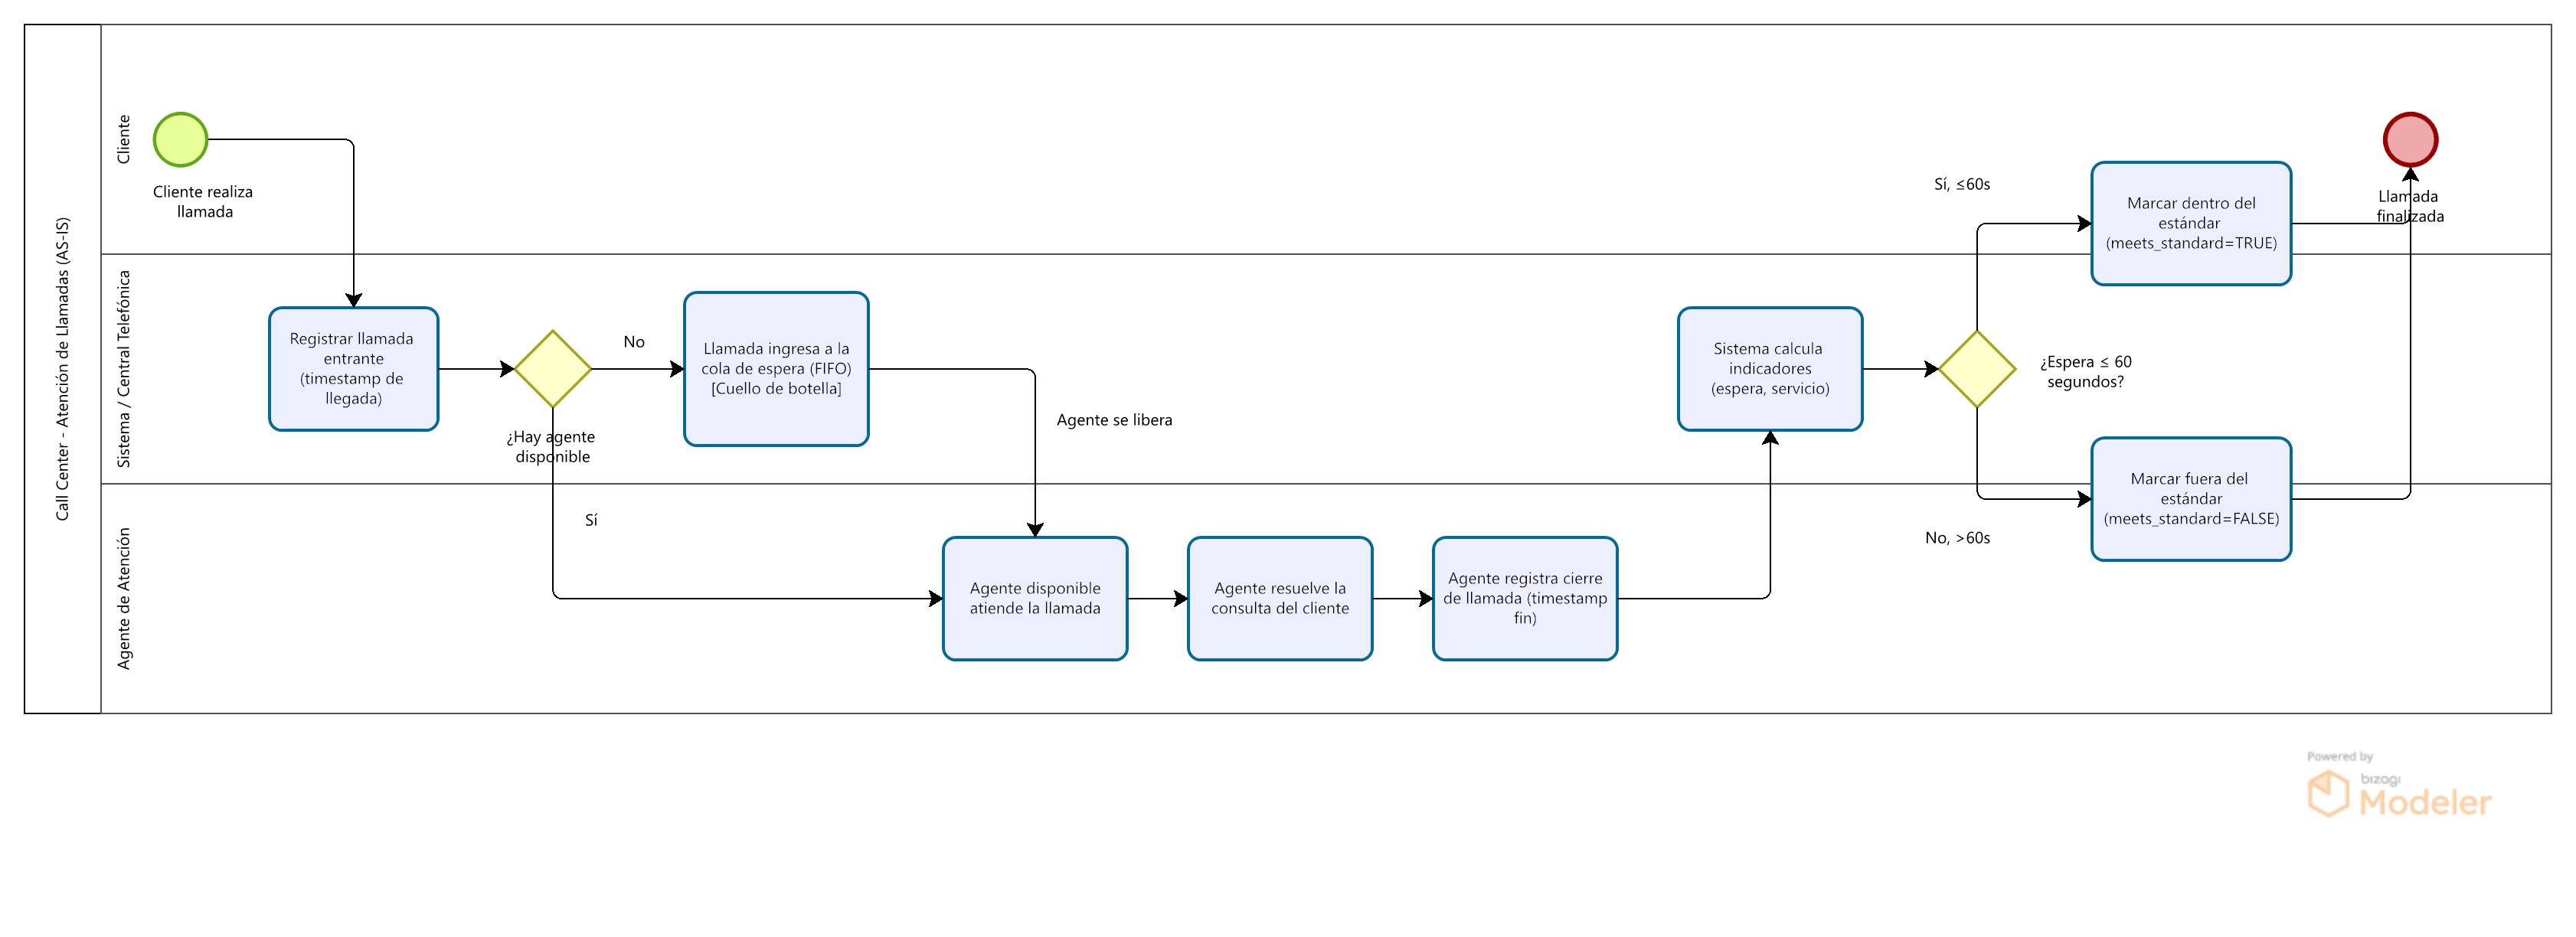 Call Center - Atención de Llamadas (AS-IS)
Cliente
Cliente realiza
llamada
Sí, ≤60s
Marcar dentro del
estándar
(meets_standard=TRUE)
Llamada
finalizada
Sistema / Central Telefónica
Registrar llamada
entrante
(timestamp de
llegada)
¿Hay agente
disponible
No
Llamada ingresa a la
cola de espera (FIFO)
[Cuello de botella]
Agente se libera
Sistema calcula
indicadores
(espera, servicio)
¿Espera ≤ 60
segundos?
Marcar fuera del
estándar
(meets_standard=FALSE)
Agente de Atención
Sí
Agente disponible
atiende la llamada
Agente resuelve la
consulta del cliente
Agente registra cierre
de llamada (timestamp
fin)
No, >60s
Powered by
bizagi
Modeler